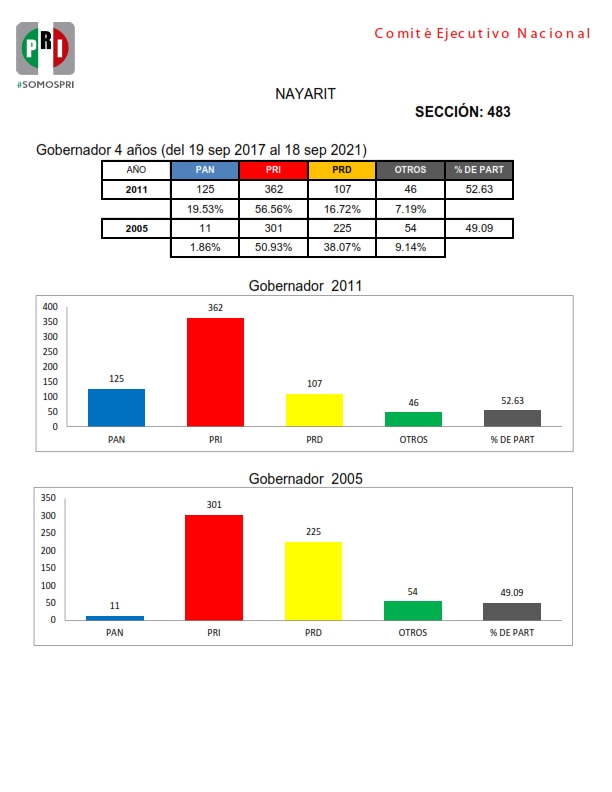 Comité Ejecutivo Nacional
PRI
#SOMOSPRI
NAYARIT
SECCIÓN: 483
Gobernador 4 años (del 19 sep 2017 al 18 sep 2021)
AÑO PAN PRI PRD OTROS % DE PART
2011 125 362 107 46 52.63
19.53% 56.56% 16.72% 7.19%
2005 11 301 225 54 49.09
1.86% 50.93% 38.07% 9.14%
Gobernador 2011
400
350
300
250
200
150
100
50
0
125 362 107 46 52.63
PAN PRI PRD OTROS % DE PART
Gobernador 2005
350
300
250
200
150
100
50
0
11 301 225 54 49.09
PAN PRI PRD OTROS % DE PART